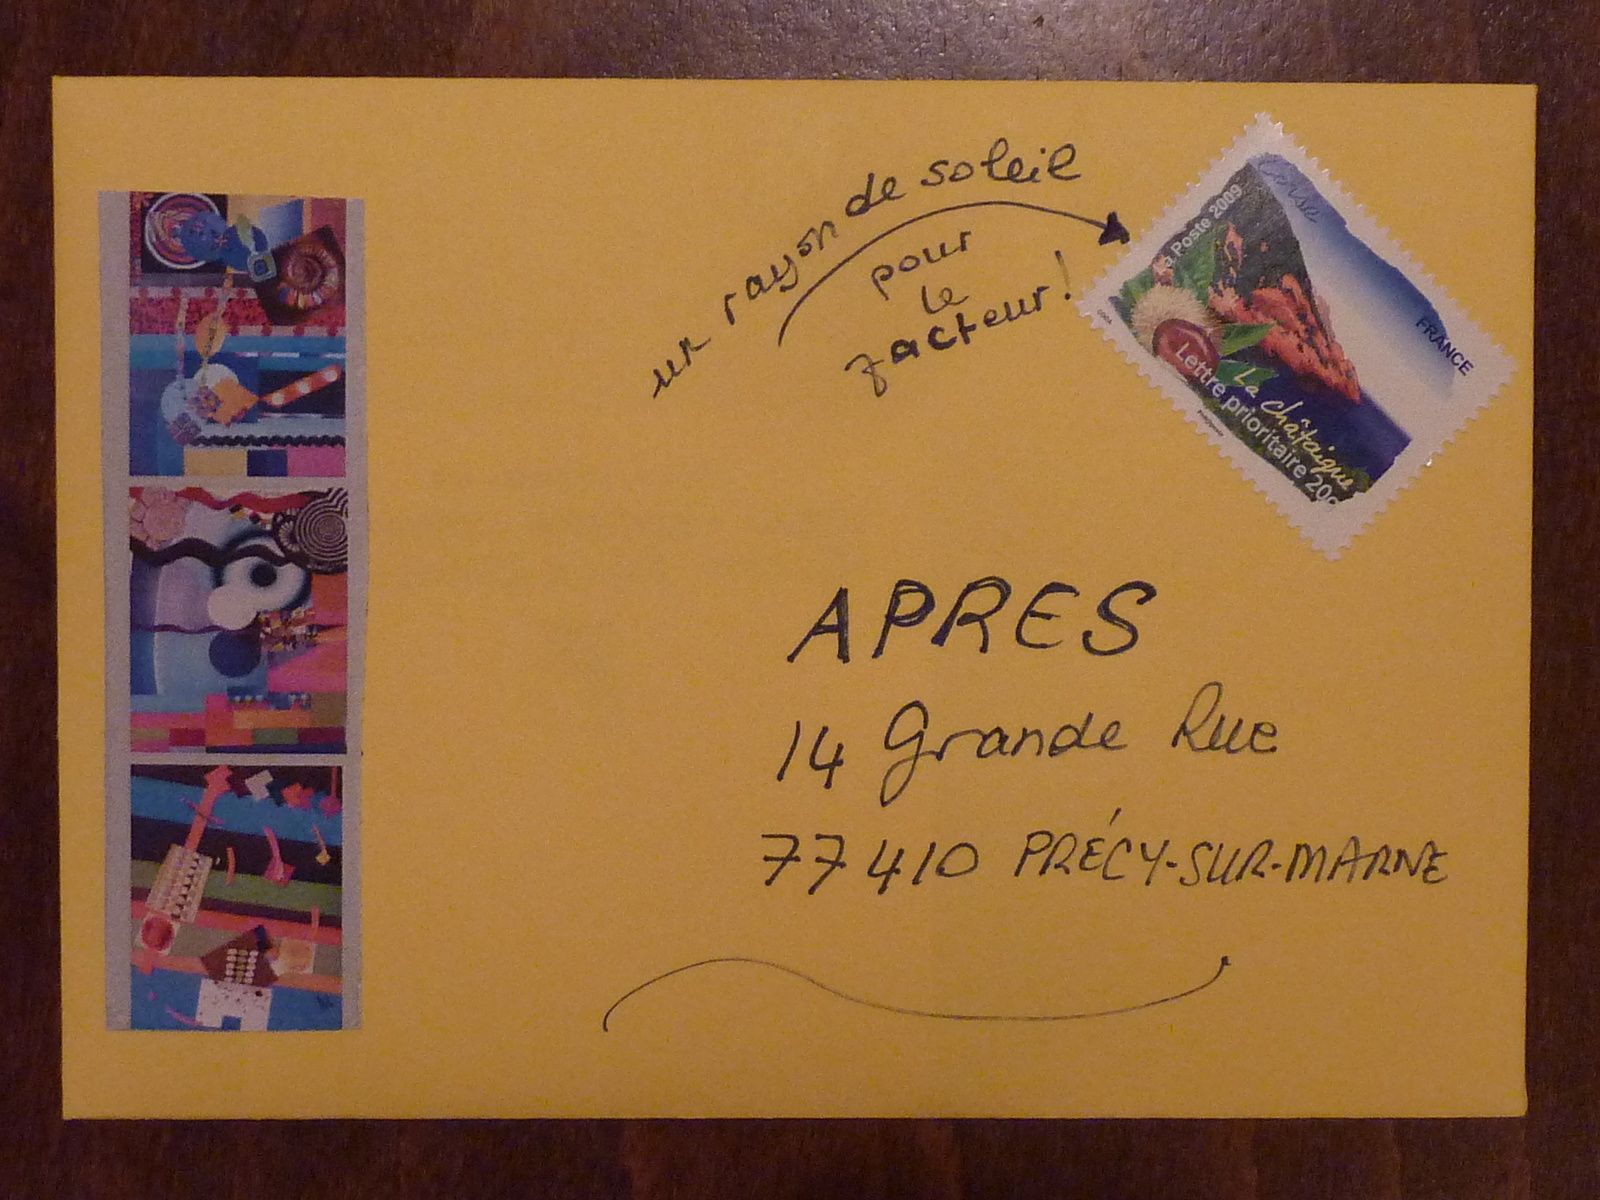 un rayon de soleil
pour
le
facteur!
Corse
La Poste 2009
FRANCE
La châtaigne
Lettre prioritaire 20g
APRES
14 Grande Rue
77410 PRÉCY-SUR-MARNE